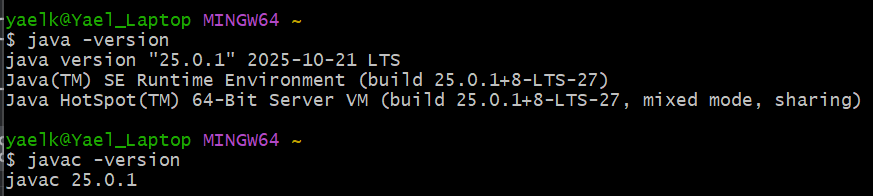 yaelk@Yael_Laptop MINGW64 ~
$ java -version
java version "25.0.1" 2025-10-21 LTS
Java(TM) SE Runtime Environment (build 25.0.1+8-LTS-27)
Java HotSpot(TM) 64-Bit Server VM (build 25.0.1+8-LTS-27, mixed mode, sharing)
yaelk@Yael_Laptop MINGW64 ~
$ javac -version
javac 25.0.1